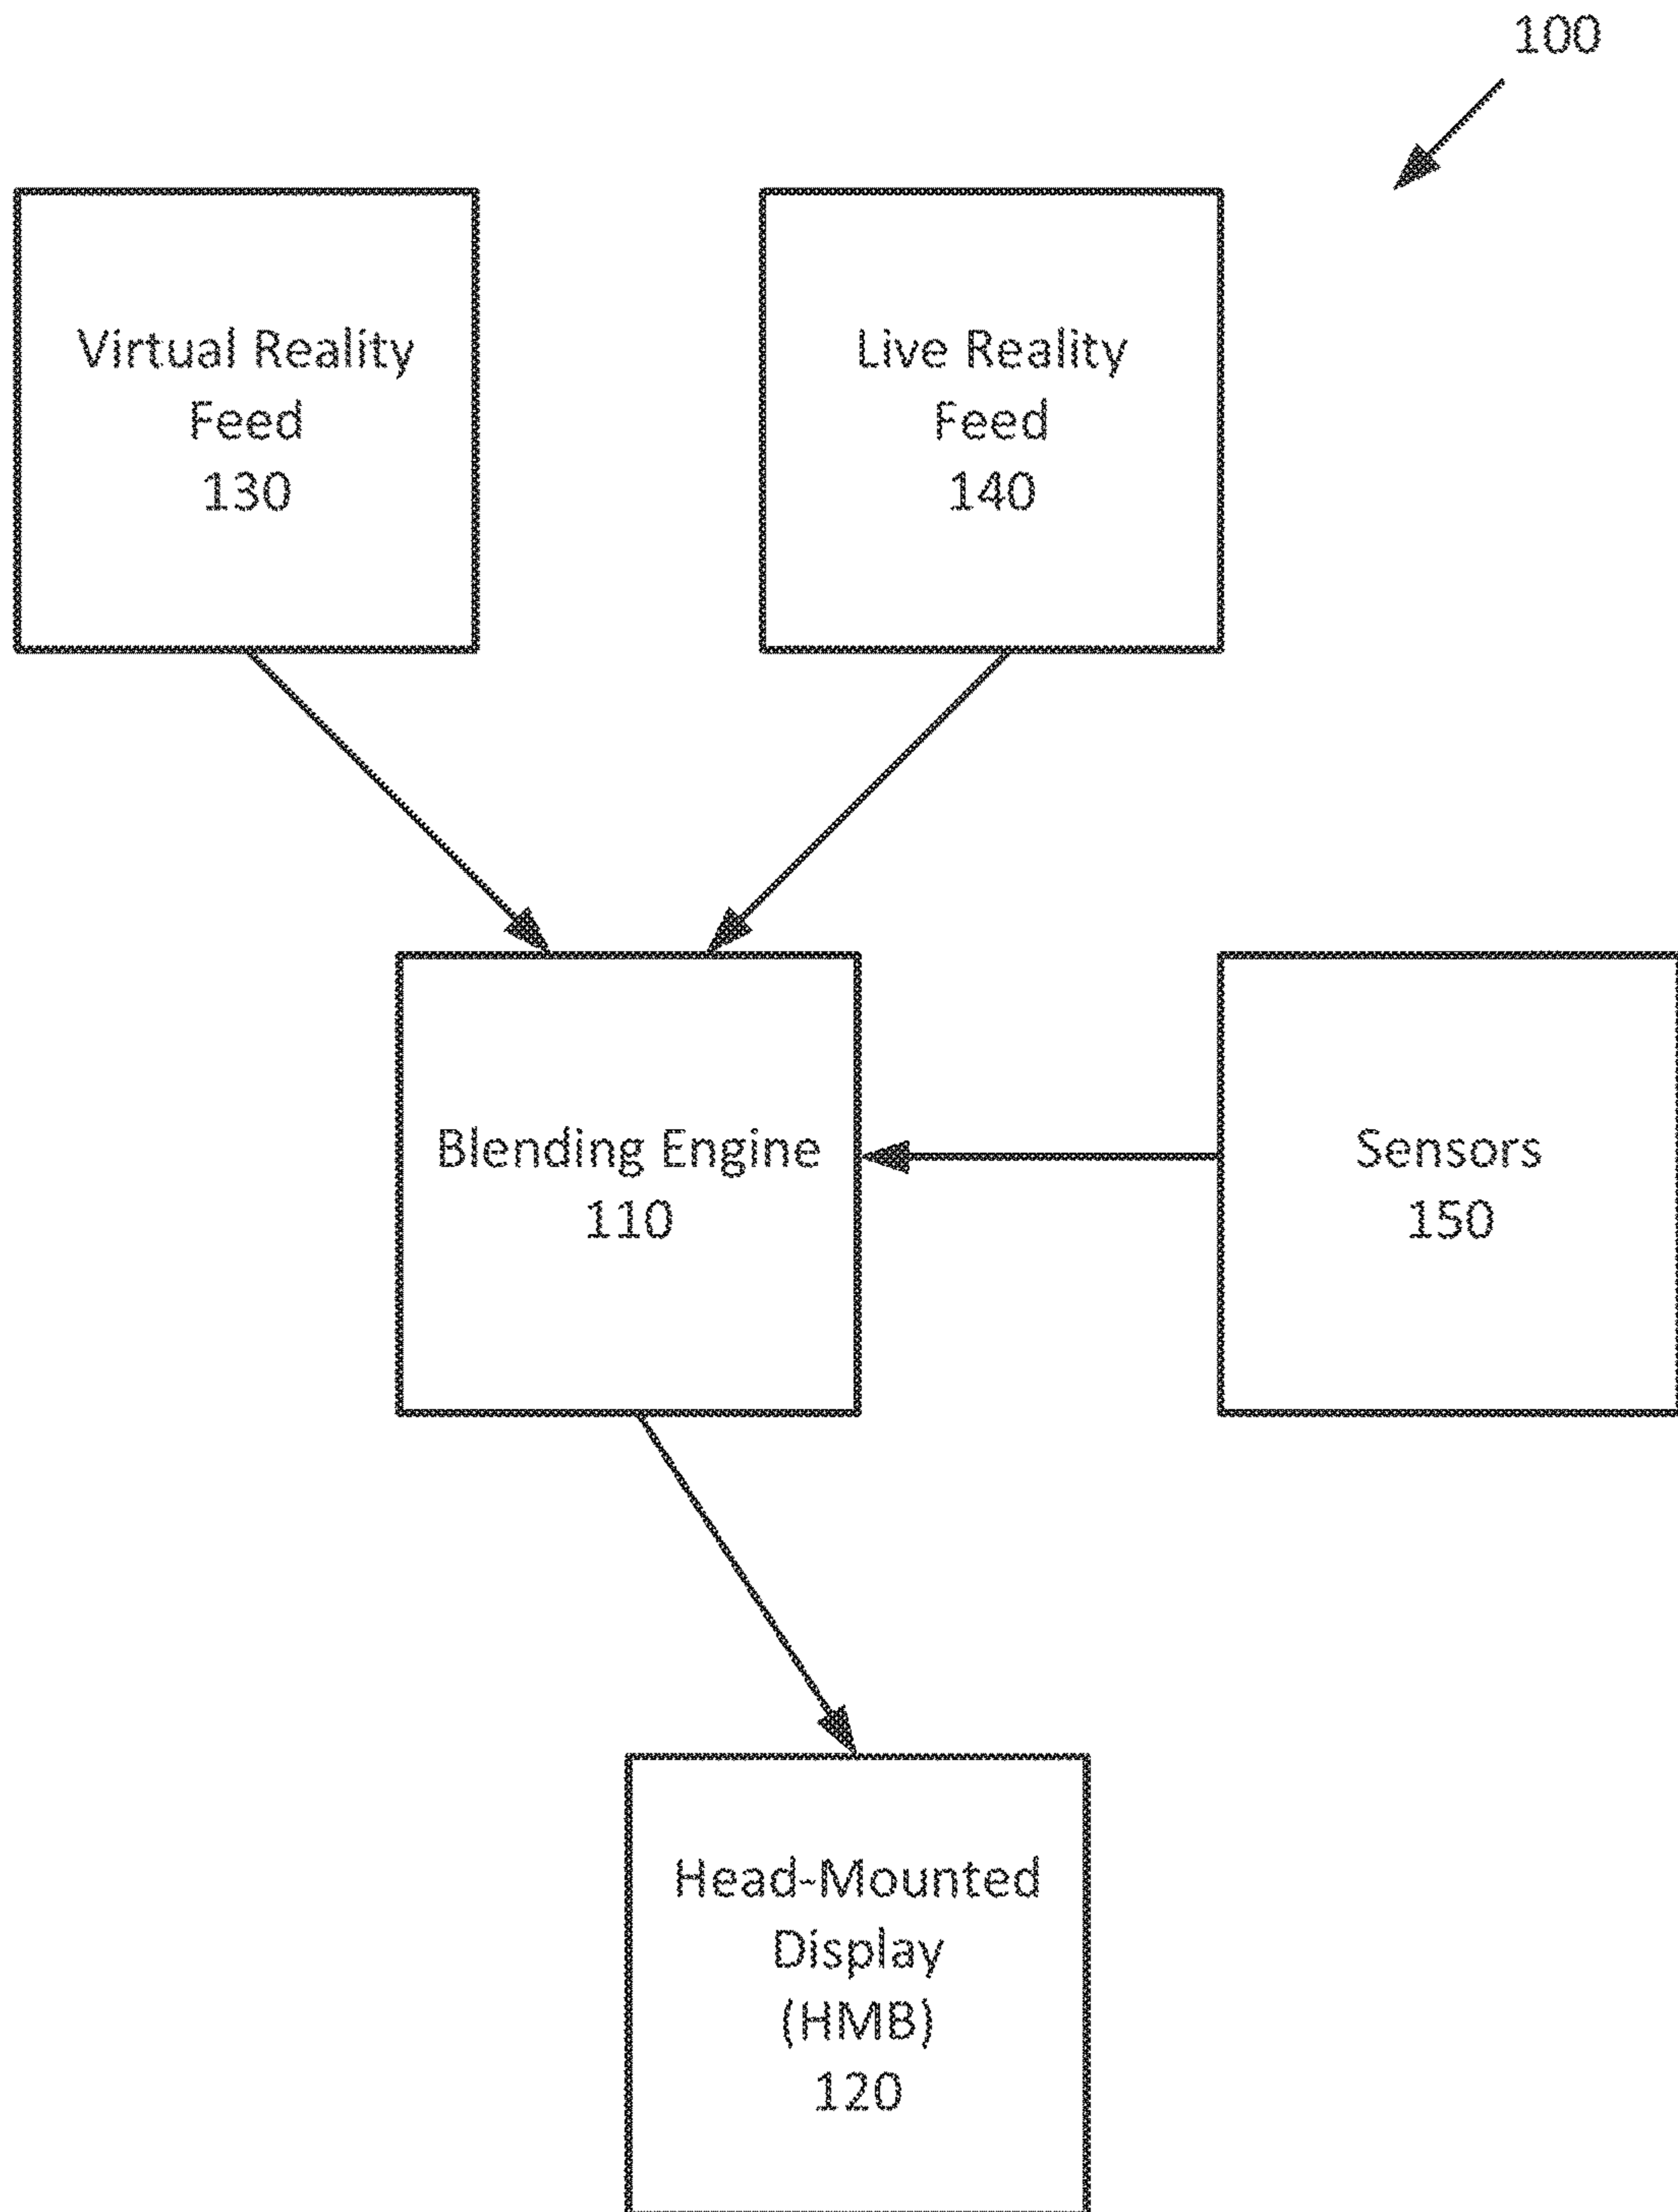 100
Virtual Reality
Feed
130
Live Reality
Feed
140
Blending Engine
110
Sensors
150
Head-Mounted
Display
(HMB)
120